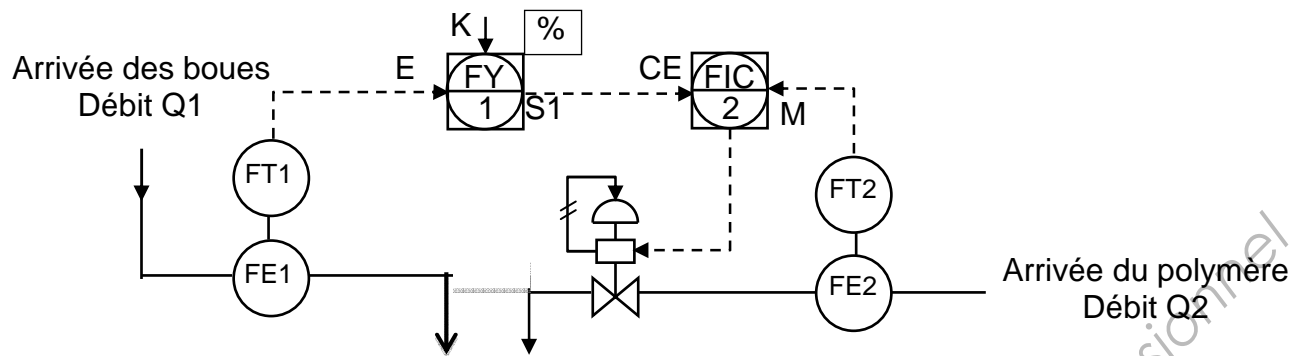 K
%
Arrivée des boues
Débit Q1
E
FY
1
S1
CE
FIC
2
M
FT1
FT2
FE1
FE2
Arrivée du polymère
Débit Q2